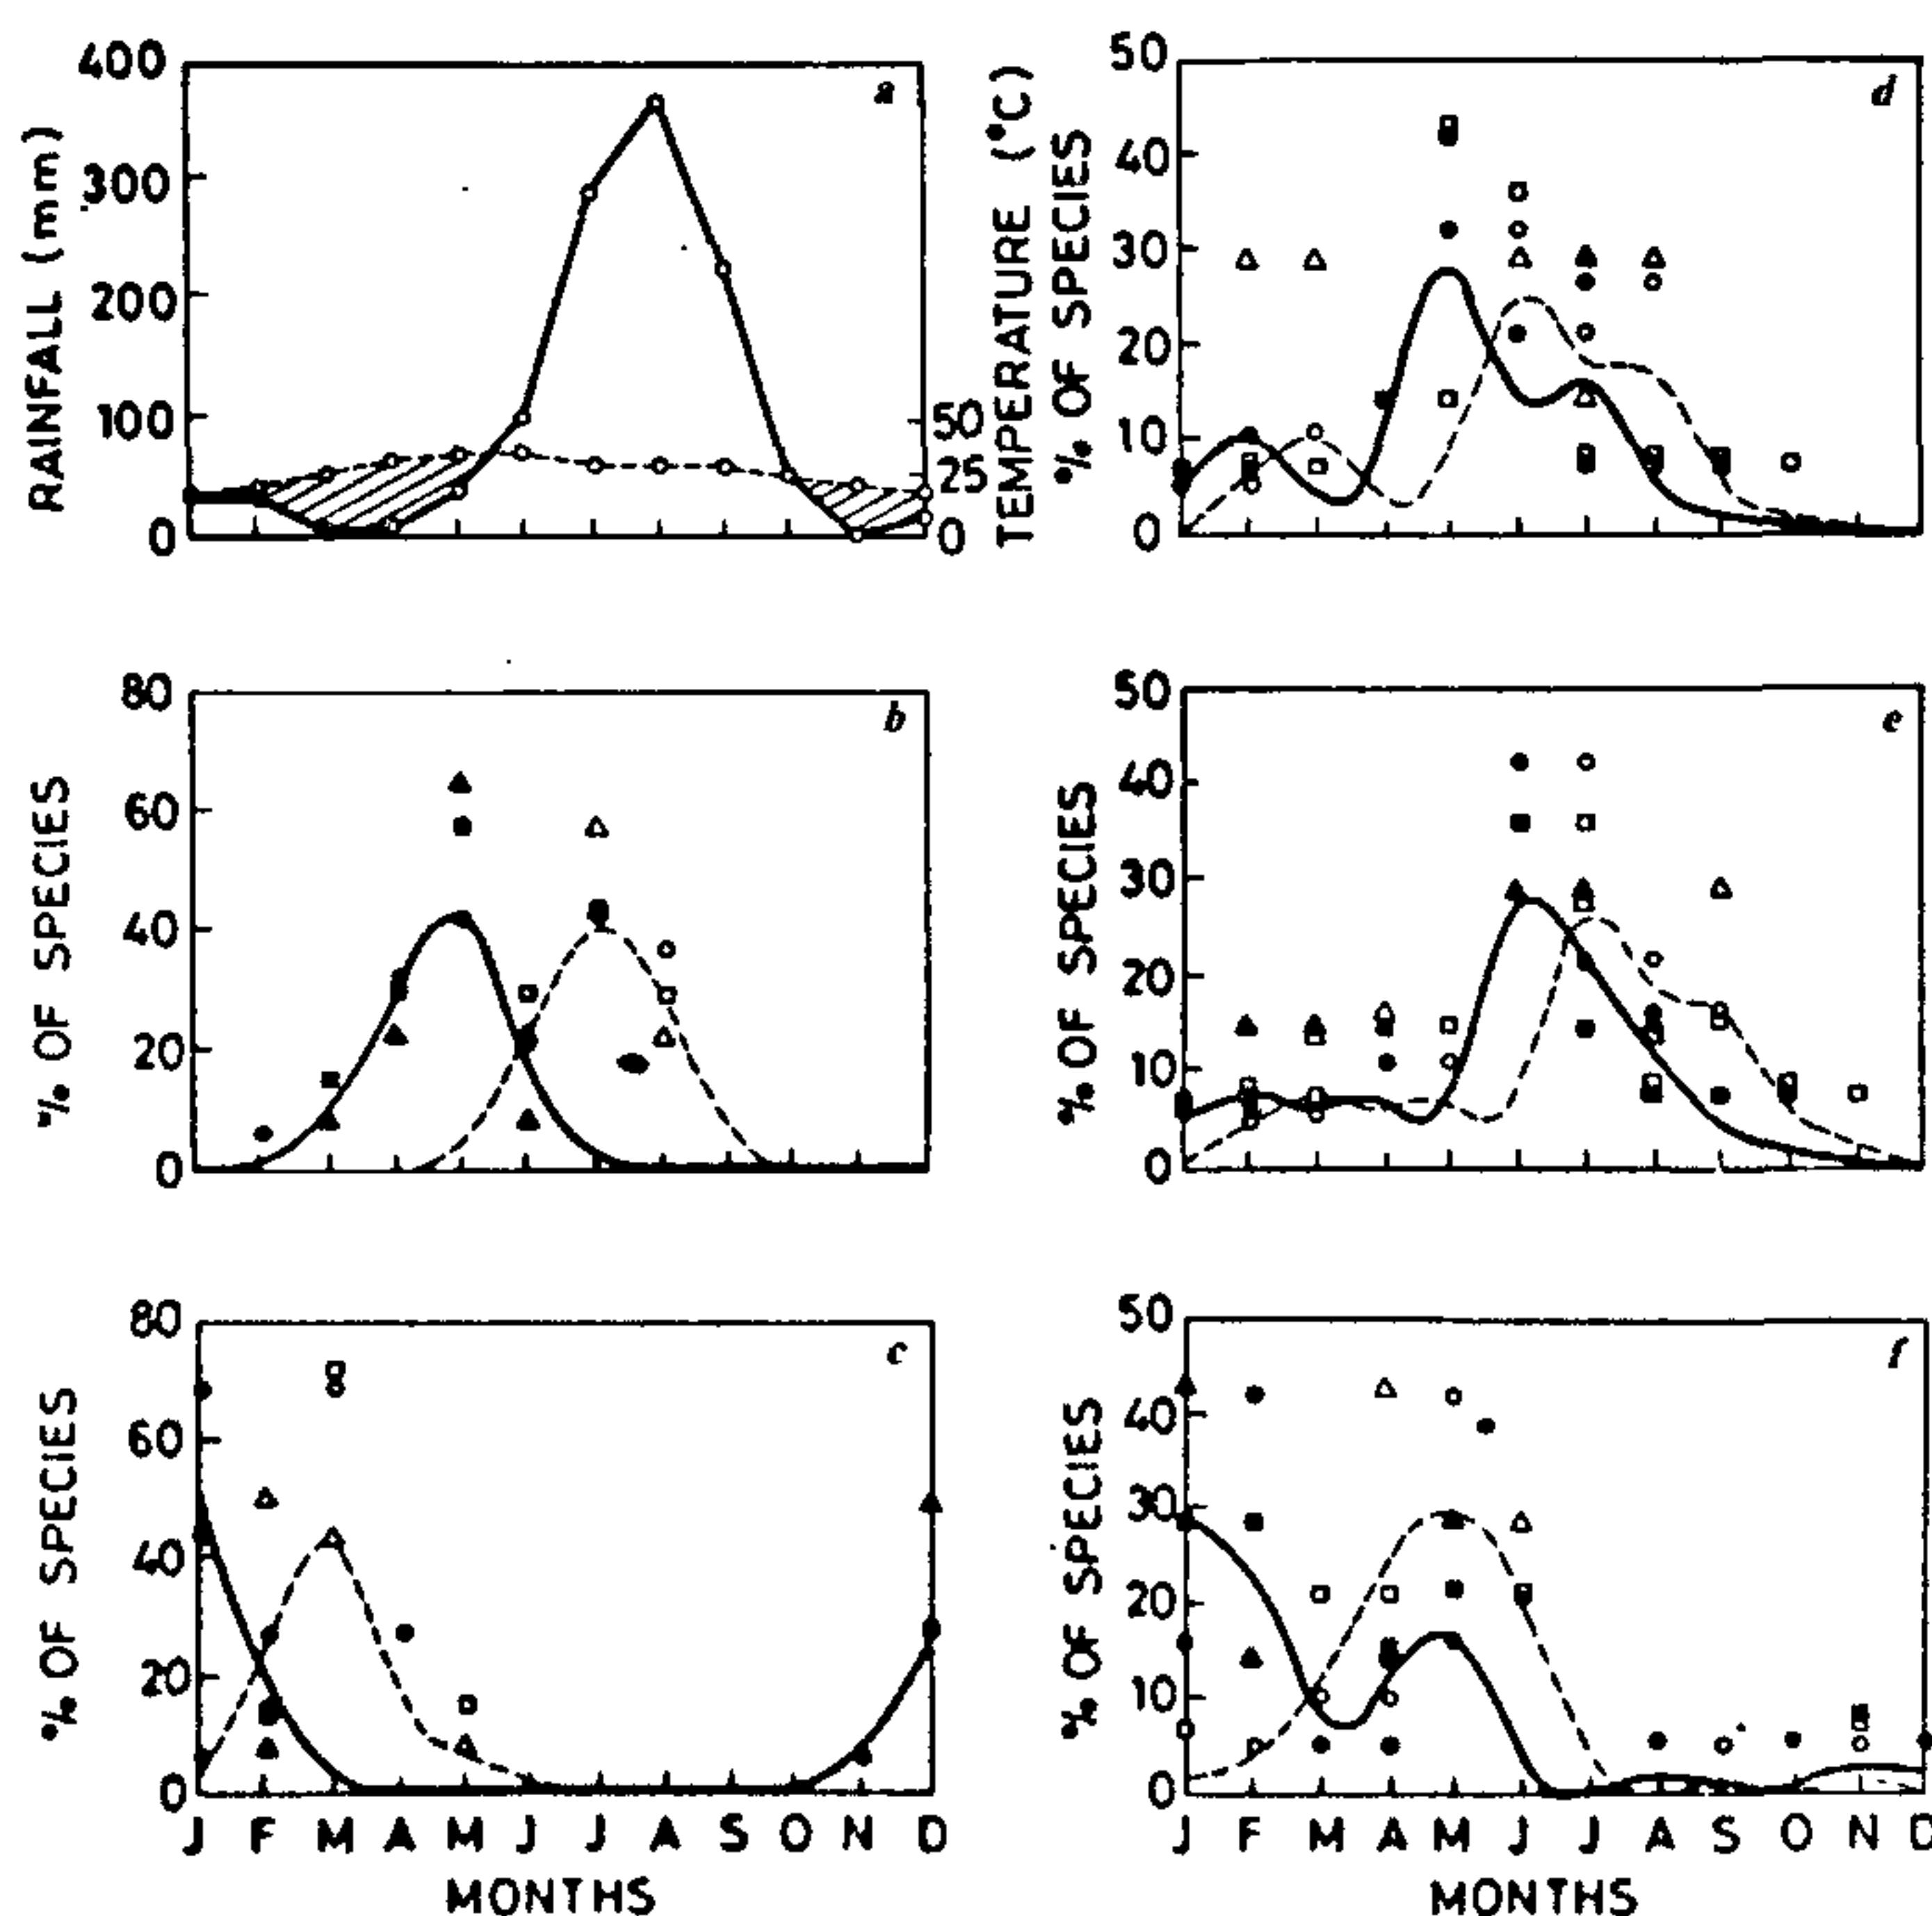 a
RAINFALL (mm)
400
300
200
100
0
50
25
0
TEMPERATURE (°C)
d
% OF SPECIES
50
40
30
20
10
0
b
% OF SPECIES
80
60
40
20
0
e
% OF SPECIES
50
40
30
20
10
0
c
% OF SPECIES
80
60
40
20
0
J F M A M J J A S O N D
MONTHS
f
% OF SPECIES
50
40
30
20
10
0
J F M A M J J A S O N D
MONTHS